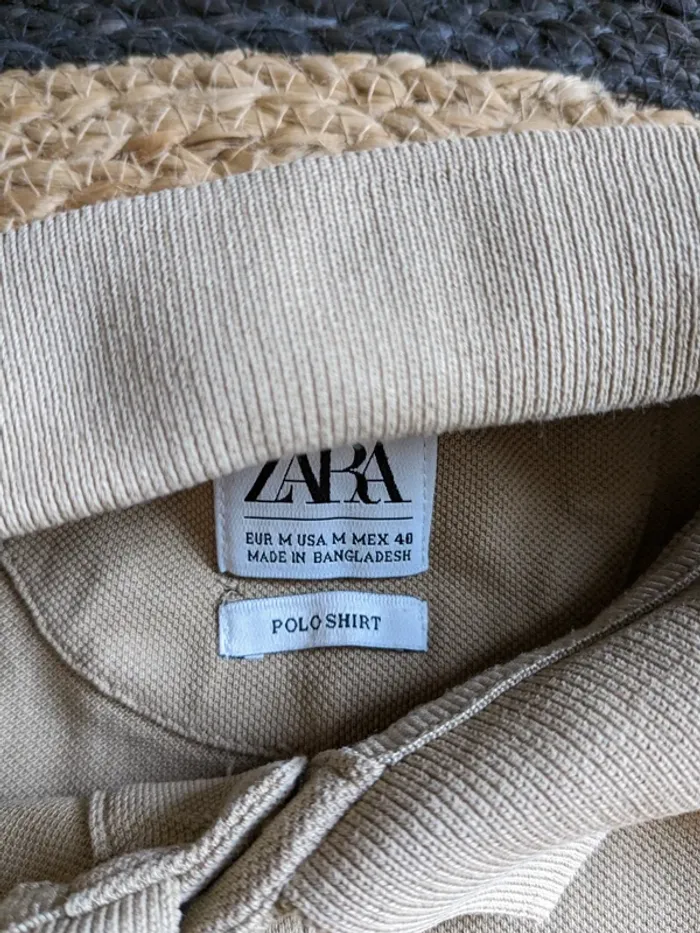 ZARA
EUR M USA M MEX 40
MADE IN BANGLADESH
POLO SHIRT